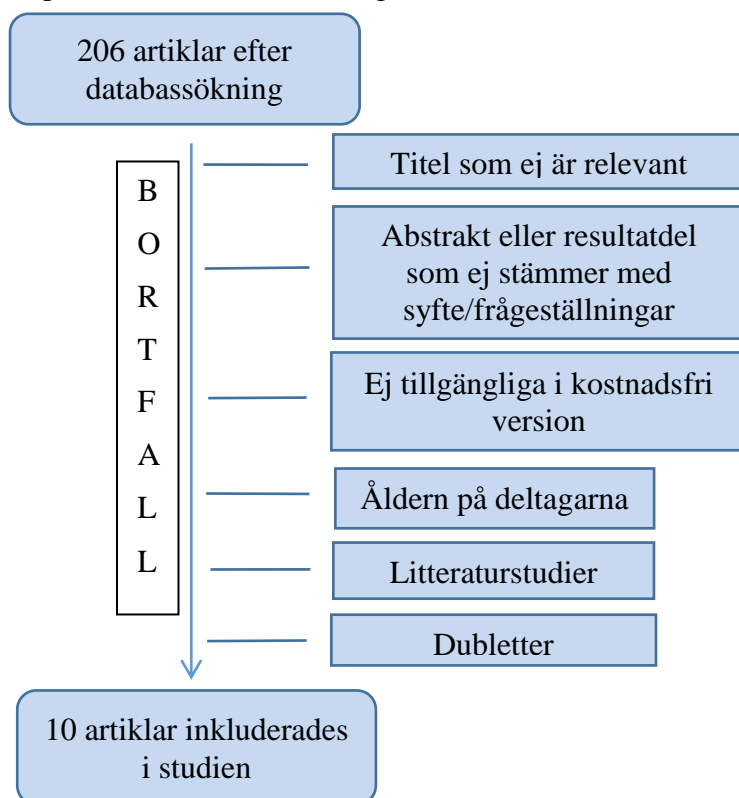 206 artiklar efter
databassökning
B
O
R
T
F
A
L
L
Titel som ej är relevant
Abstrakt eller resultatdel
som ej stämmer med
syfte/frågeställningar
Ej tillgängliga i kostnadsfri
version
Åldern på deltagarna
Litteraturstudier
Dubletter
10 artiklar inkluderades
i studien